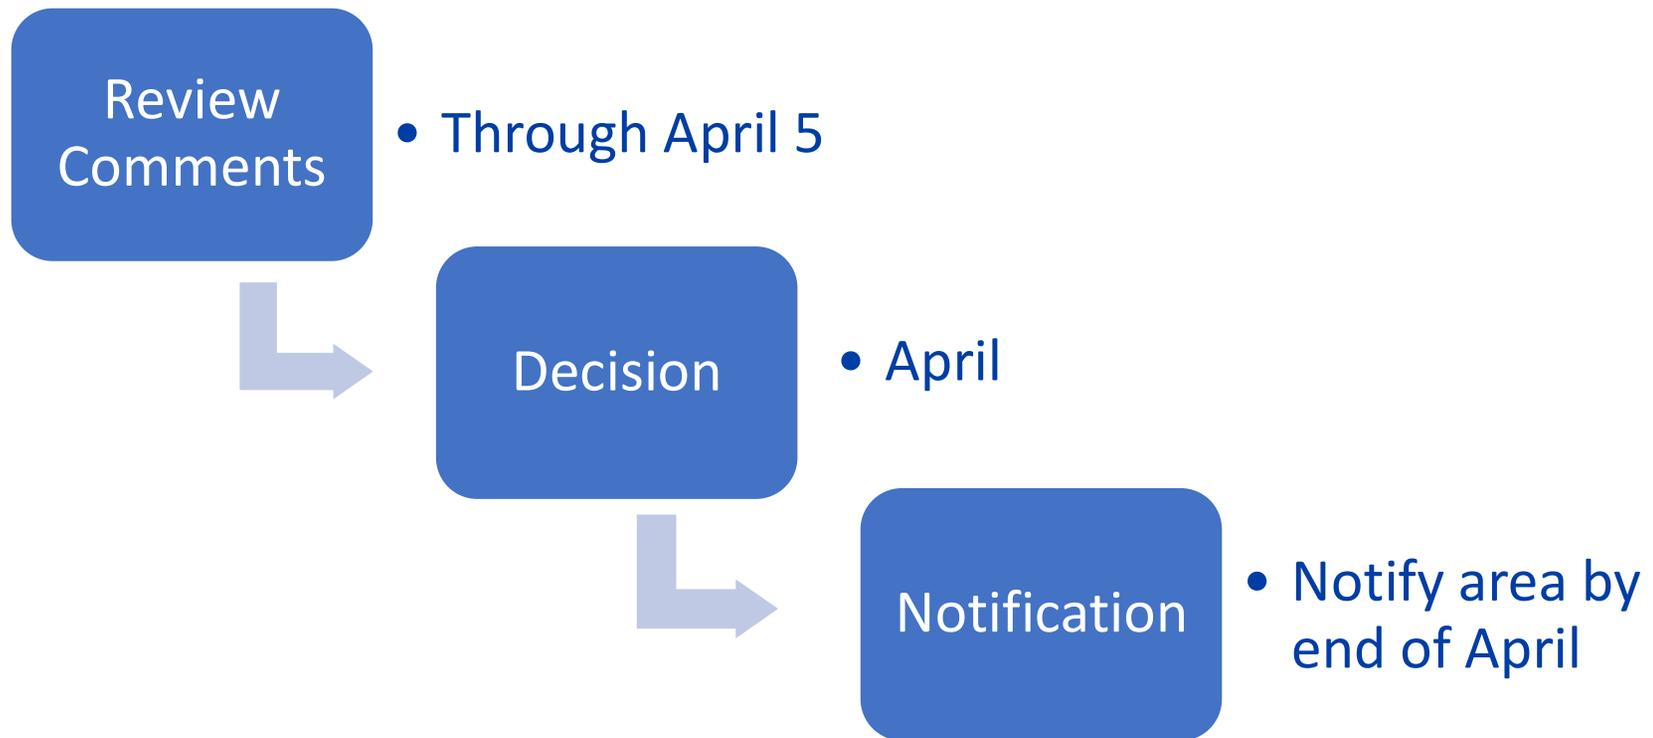 Review
Comments
• Through April 5
Decision
• April
Notification
• Notify area by
end of April